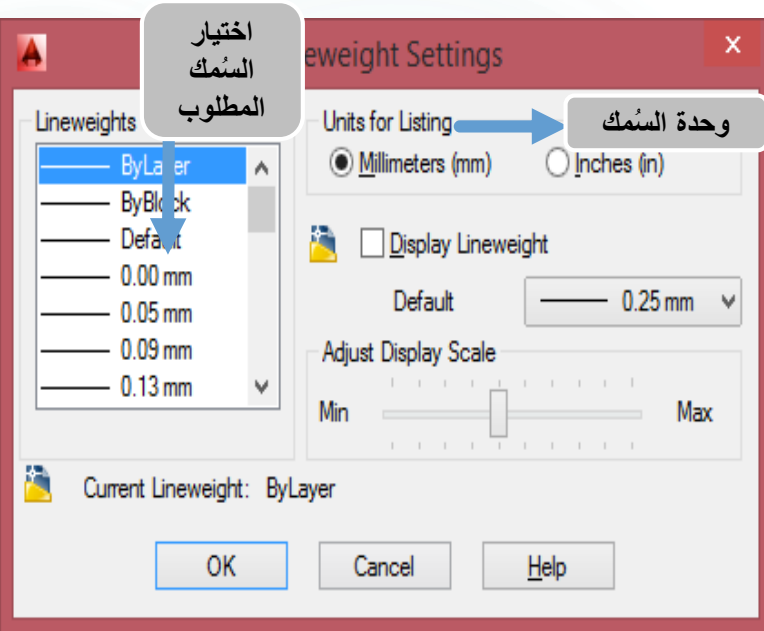 اختيار
السُمك
المطلوب
eweight Settings
x
Lineweights
ByLayer
ByBlock
Default
0.00 mm
0.05 mm
0.09 mm
0.13 mm
Units for Listing
وحدة السُمك
Millimeters (mm)
Inches (in)
Display Lineweight
Default
0.25 mm
Adjust Display Scale
Min
Max
Current Lineweight: ByLayer
OK
Cancel
Help